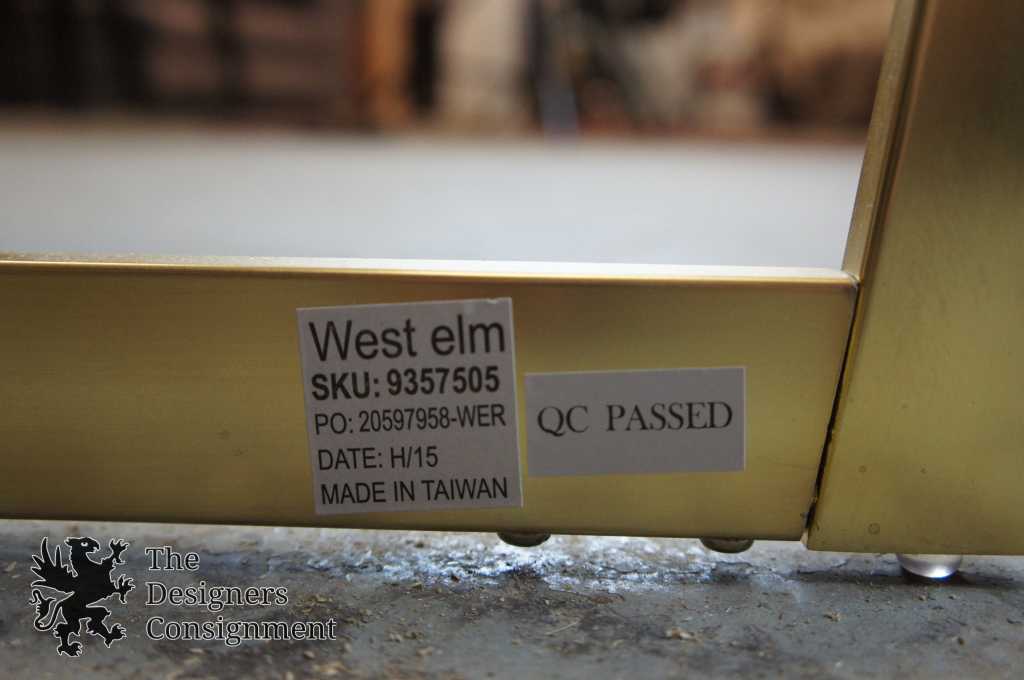 West elm
SKU: 9357505
PO: 20597958-WER
DATE: H/15
MADE IN TAIWAN
QC PASSED
The
Designers
Consignment